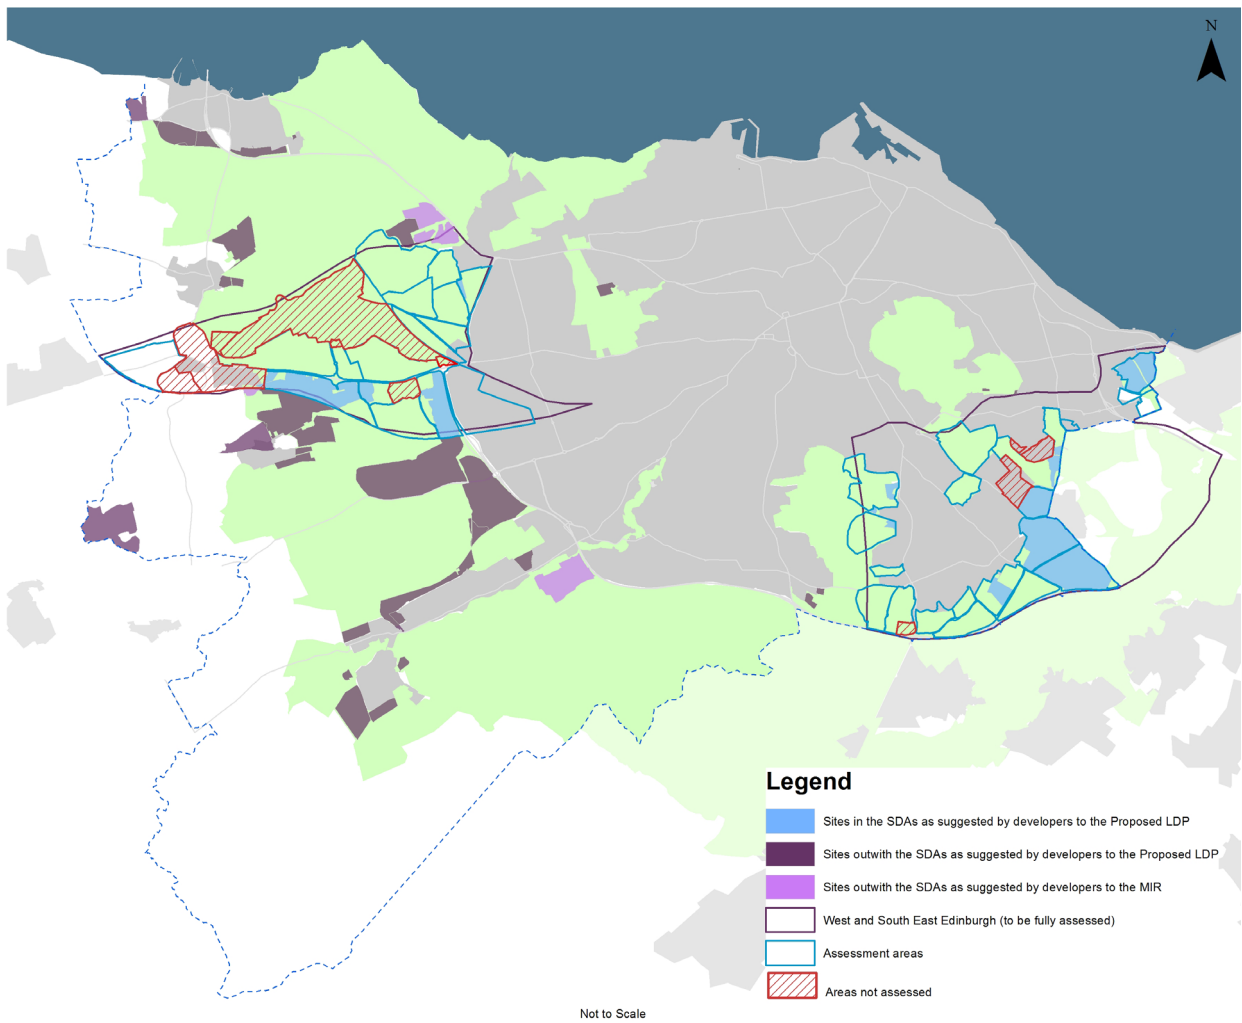 N
Legend
Sites in the SDAs as suggested by developers to the Proposed LDP
Sites outwith the SDAs as suggested by developers to the Proposed LDP
Sites outwith the SDAs as suggested by developers to the MIR
West and South East Edinburgh (to be fully assessed)
Assessment areas
Areas not assessed
Not to Scale